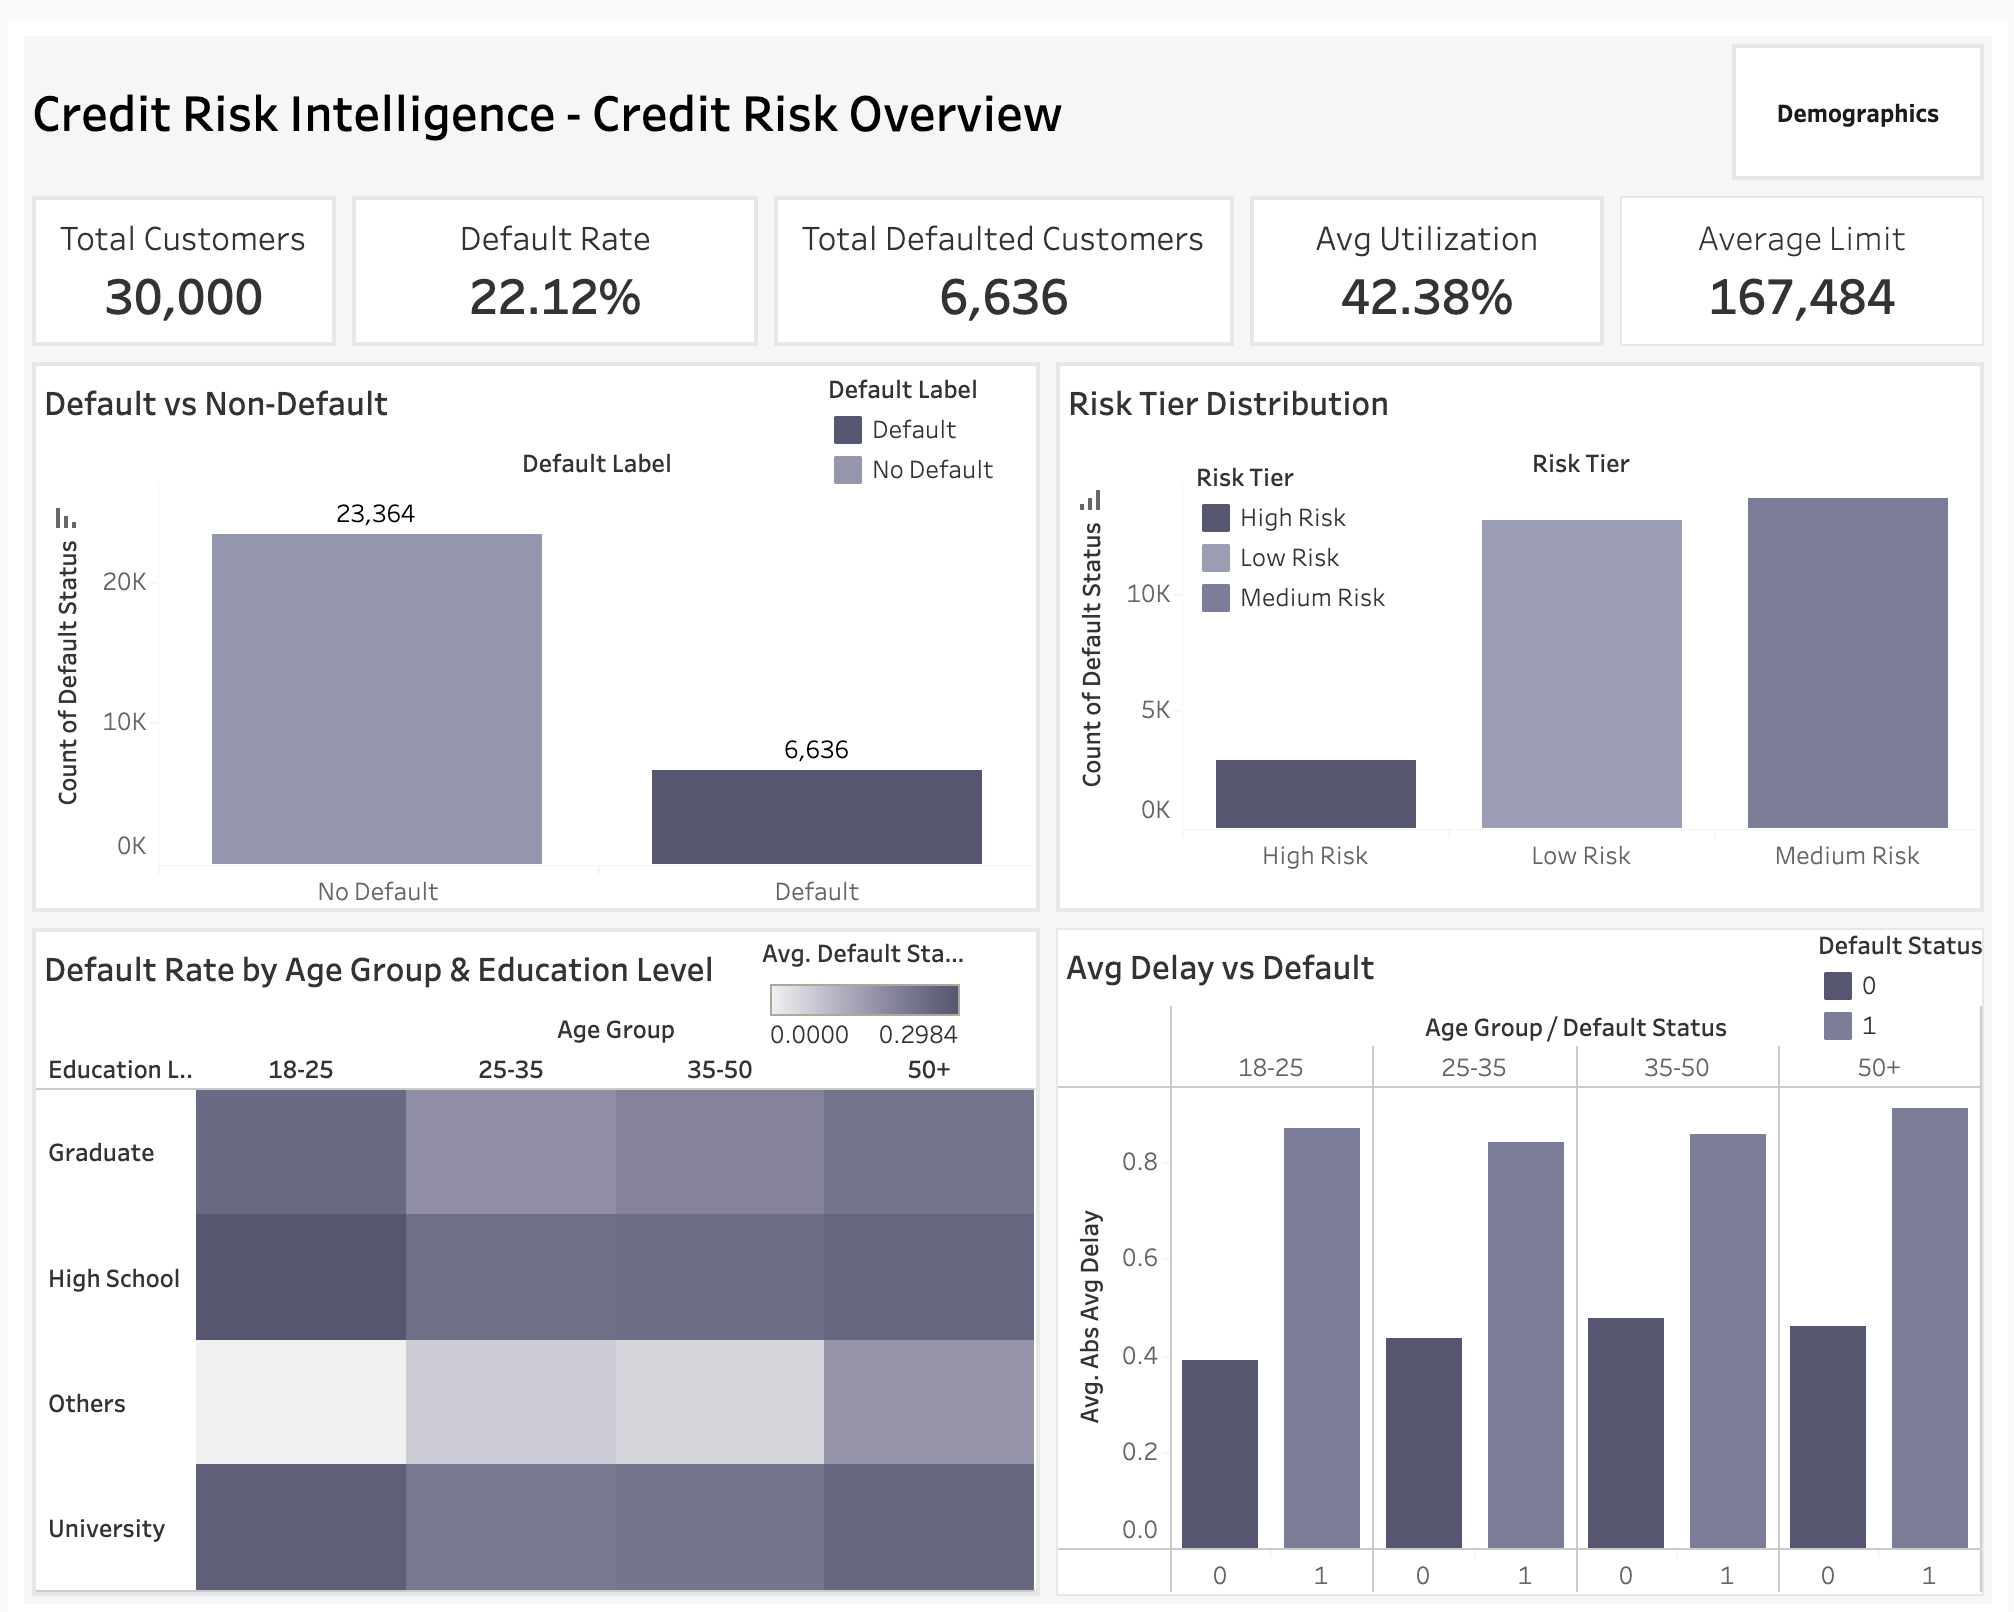 Credit Risk Intelligence - Credit Risk Overview
Demographics
Total Customers
30,000
Default Rate
22.12%
Total Defaulted Customers
6,636
Avg Utilization
42.38%
Average Limit
167,484
Default vs Non-Default
Default Label
Default
No Default
Default Label
Count of Default Status
20K
10K
0K
23,364
6,636
No Default
Default
Risk Tier Distribution
Risk Tier
Risk Tier
High Risk
Low Risk
Medium Risk
Count of Default Status
10K
5K
0K
High Risk
Low Risk
Medium Risk
Default Rate by Age Group & Education Level
Avg. Default Sta...
0.0000 0.2984
Age Group
Education L.. 18-25 25-35 35-50 50+
Graduate
High School
Others
University
Avg Delay vs Default
Default Status
0
1
Age Group / Default Status
18-25 25-35 35-50 50+
Avg. Abs Avg Delay
0.8
0.6
0.4
0.2
0.0
0 1 0 1 0 1 0 1